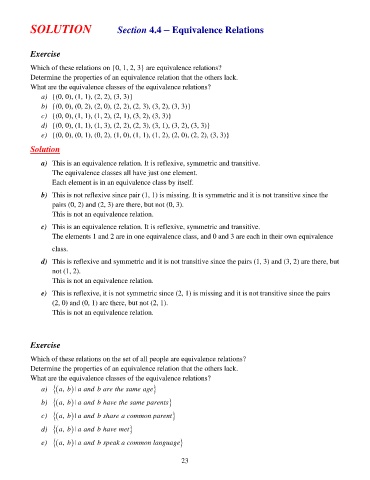 SOLUTION Section 4.4 – Equivalence Relations
Exercise
Which of these relations on {0, 1, 2, 3} are equivalence relations?
Determine the properties of an equivalence relation that the others lack.
What are the equivalence classes of the equivalence relations?
a) {(0, 0), (1, 1), (2, 2), (3, 3)}
b) {(0, 0), (0, 2), (2, 0), (2, 2), (2, 3), (3, 2), (3, 3)}
c) {(0, 0), (1, 1), (1, 2), (2, 1), (3, 2), (3, 3)}
d) {(0, 0), (1, 1), (1, 3), (2, 2), (2, 3), (3, 1), (3, 2), (3, 3)}
e) {(0, 0), (0, 1), (0, 2), (1, 0), (1, 1), (1, 2), (2, 0), (2, 2), (3, 3)}
Solution
a) This is an equivalence relation. It is reflexive, symmetric and transitive.
The equivalence classes all have just one element.
Each element is in an equivalence class by itself.
b) This is not reflexive since pair (1, 1) is missing. It is symmetric and it is not transitive since the
pairs (0, 2) and (2, 3) are there, but not (0, 3).
This is not an equivalence relation.
c) This is an equivalence relation. It is reflexive, symmetric and transitive.
The elements 1 and 2 are in one equivalence class, and 0 and 3 are each in their own equivalence
class.
d) This is reflexive and symmetric and it is not transitive since the pairs (1, 3) and (3, 2) are there, but
not (1, 2).
This is not an equivalence relation.
e) This is reflexive, it is not symmetric since (2, 1) is missing and it is not transitive since the pairs
(2, 0) and (0, 1) are there, but not (2, 1).
This is not an equivalence relation.
Exercise
Which of these relations on the set of all people are equivalence relations?
Determine the properties of an equivalence relation that the others lack.
What are the equivalence classes of the equivalence relations?
a) {(a, b)| a and b are the same age}
b) {(a, b)| a and b have the same parents}
c) {(a, b)| a and b share a common parent}
d) {(a, b)| a and b have met}
e) {(a, b)| a and b speak a common language}
23